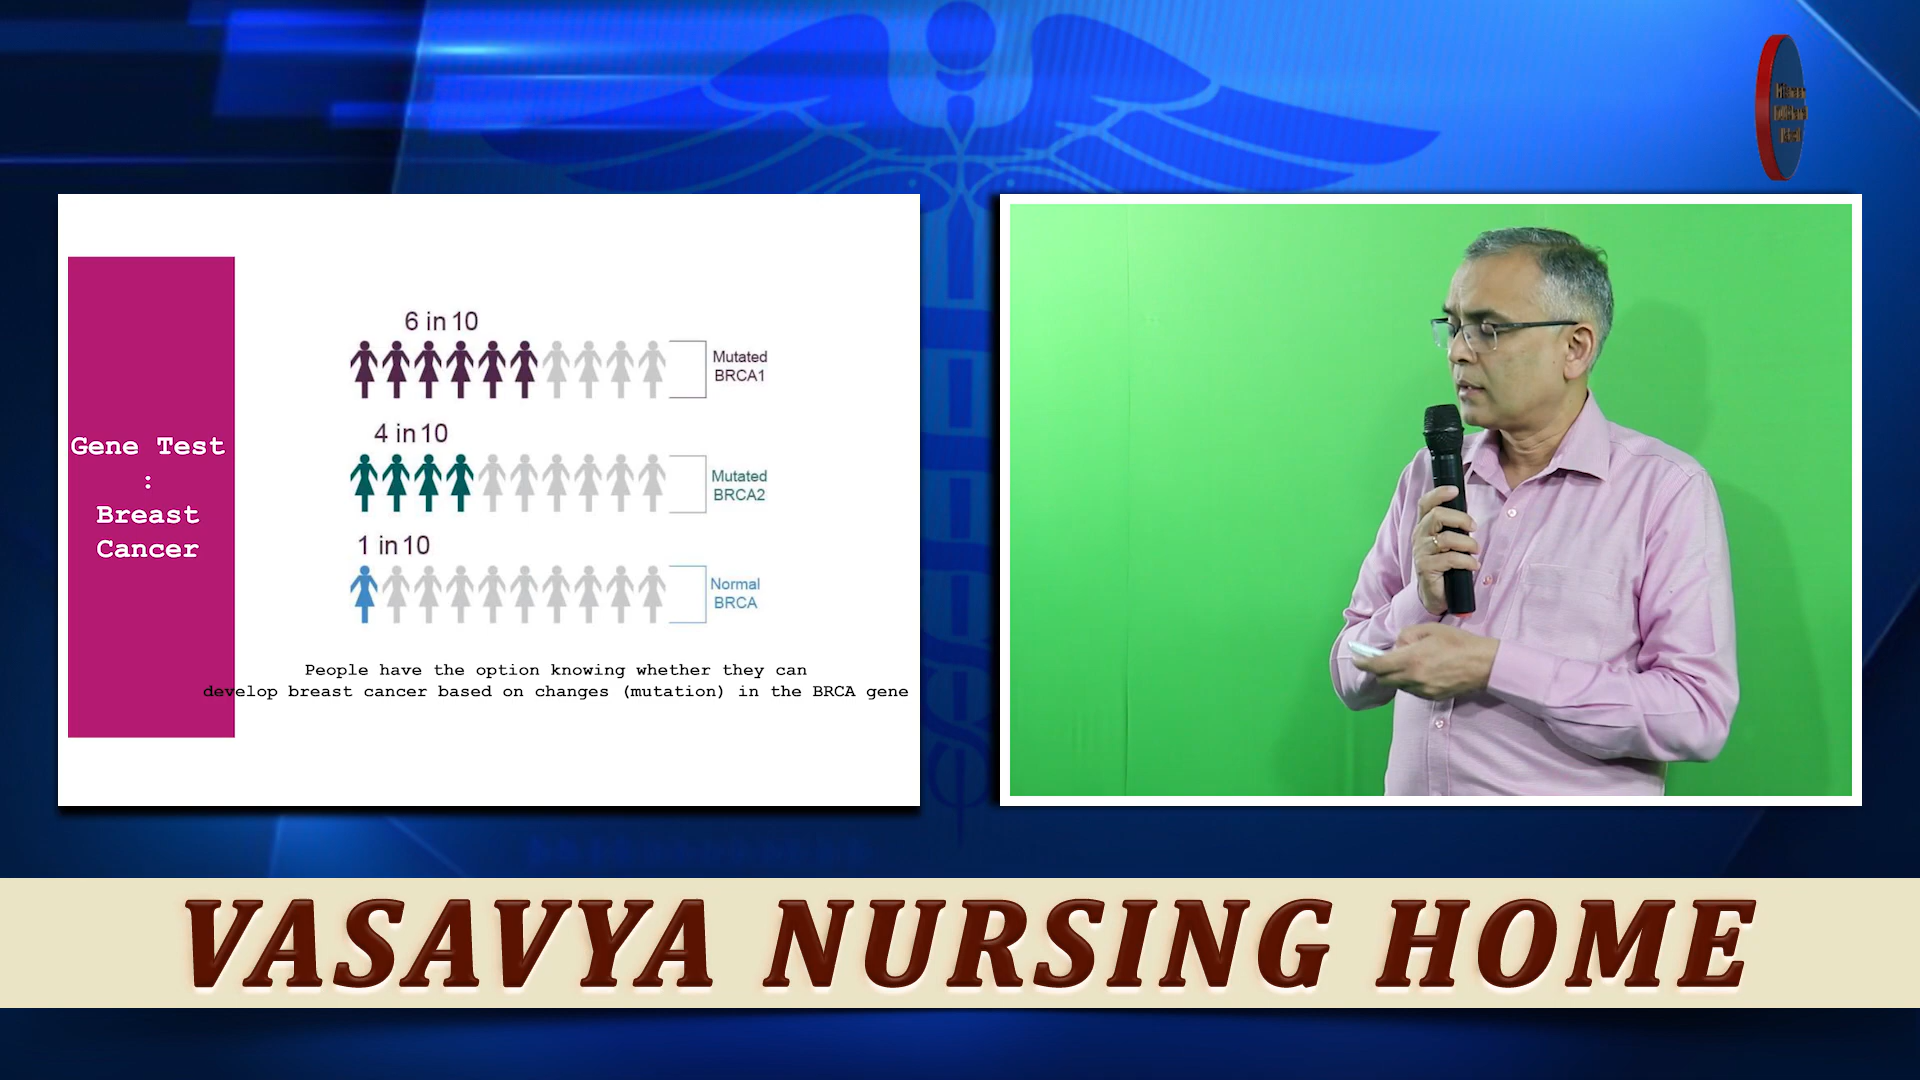 Gene Test
:
Breast
Cancer
6 in 10
Mutated
BRCA1
4 in 10
Mutated
BRCA2
1 in 10
Normal
BRCA
People have the option knowing whether they can
develop breast cancer based on changes (mutation) in the BRCA gene
VASAVYA NURSING HOME